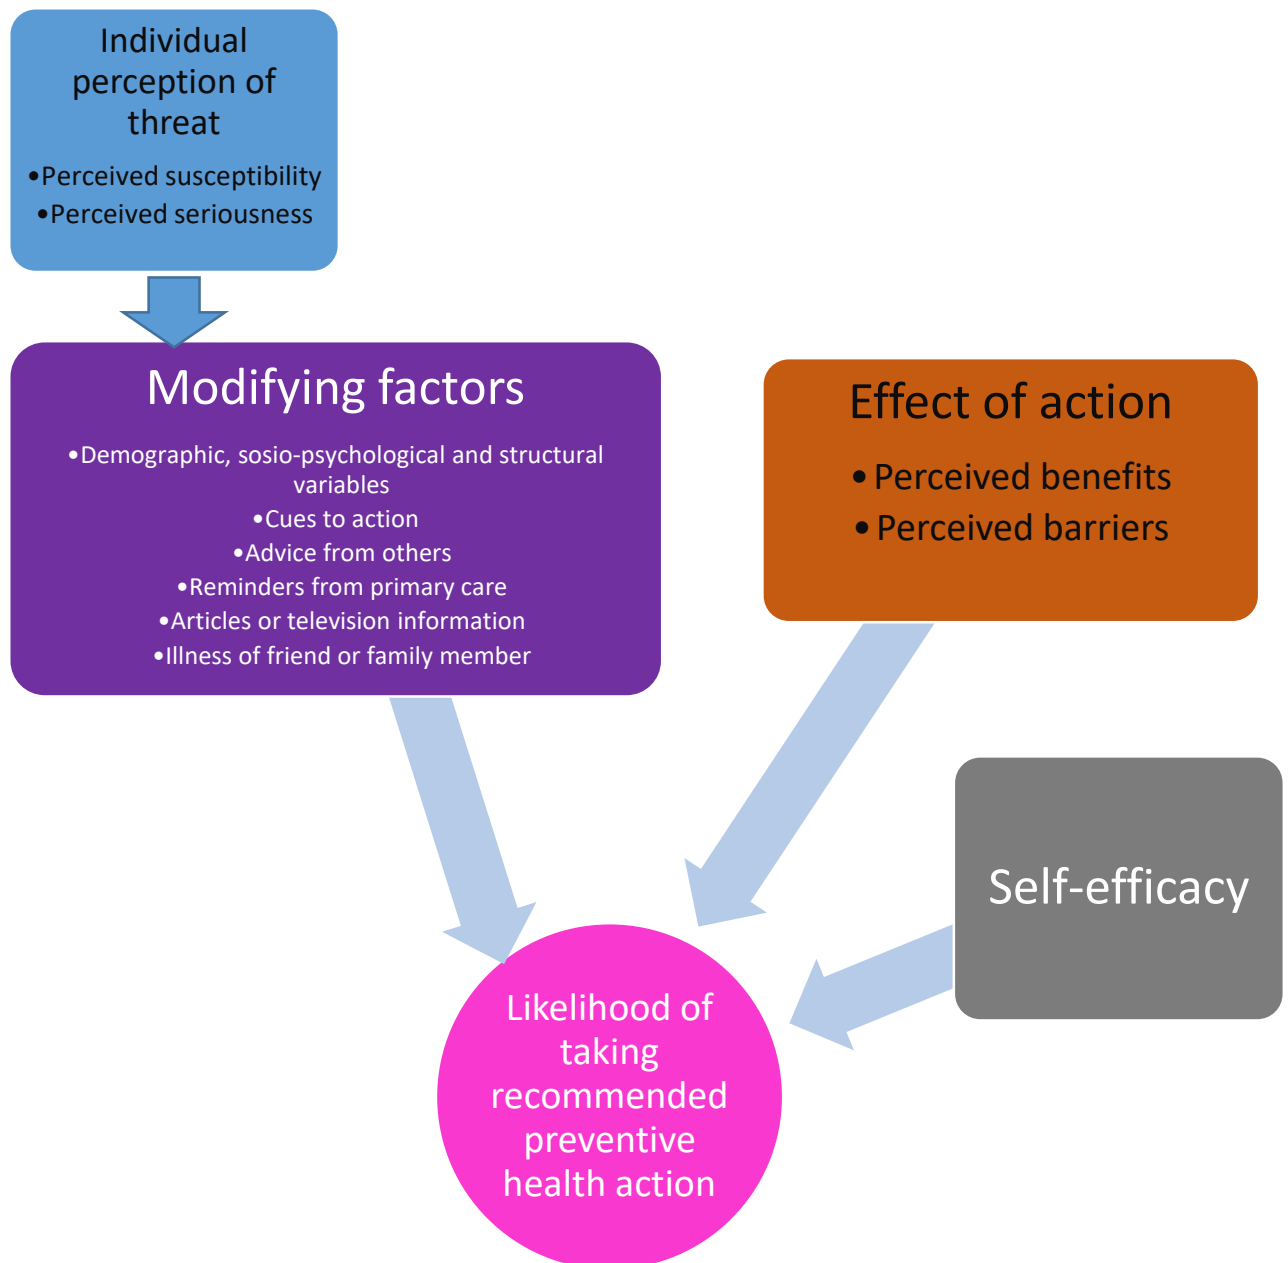 Individual
perception of
threat
•Perceived susceptibility
•Perceived seriousness
Modifying factors
•Demographic, sosio-psychological and structural
variables
•Cues to action
•Advice from others
•Reminders from primary care
•Articles or television information
•Illness of friend or family member
Effect of action
•Perceived benefits
•Perceived barriers
Self-efficacy
Likelihood of
taking
recommended
preventive
health action